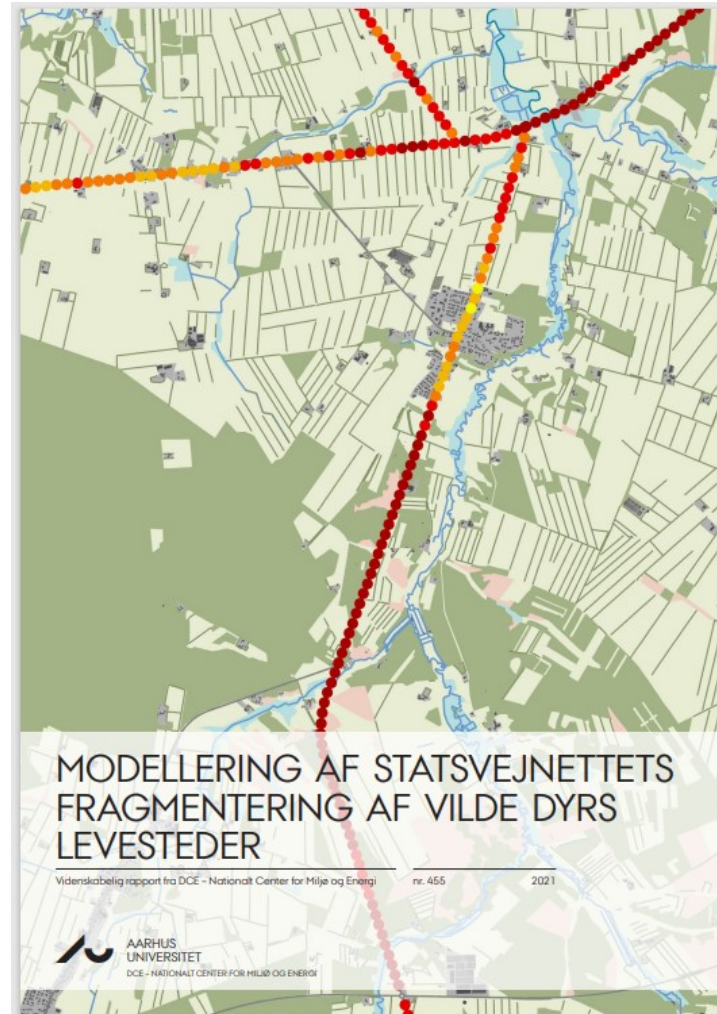 MODELLERING AF STATSVEJNETTETS
FRAGMENTERING AF VILDE DYRS
LEVESTEDER
Videnskabelig rapport fra DCE – Nationalt Center for Miljø og Energi nr. 455 2021
AARHUS
UNIVERSITET
DCE – NATIONALT CENTER FOR MILJØ OG ENERGI